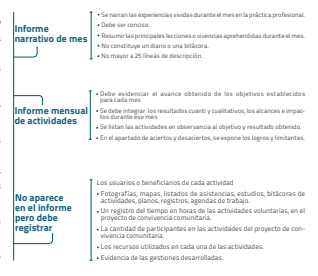 Informe
narrativo de mes
• Se narran las experiencias vividas durante el mes en la práctica profesional.
• Debe ser conciso.
• Resumir las principales lecciones o vivencias aprehendidas durante el mes.
• No constituye un diario o una bitácora.
• No mayor a 25 líneas de descripción.
Informe mensual
de actividades
• Debe evidenciar el avance obtenido de los objetivos establecidos
para cada mes
• Se debe integrar los resultados cuanti y cualitativos, los alcances e impac-
tos durante ese mes
• Se listan las actividades en observancia al objetivo y resultado obtenido.
• En el apartado de aciertos y desaciertos, se expone los logros y limitantes.
No aparece
en el informe
pero debe
registrar
Los usuarios o beneficiarios de cada actividad
• Fotografías, mapas, listados de asistencias, estudios, bitácoras de
actividades, planos, registros, agendas de trabajo.
• Un registro del tiempo en horas de las actividades voluntarias, en el
proyecto de convivencia comunitaria.
• La cantidad de participantes en las actividades del proyecto de con-
vivencia comunitaria.
• Los recursos utilizados en cada una de las actividades.
• Evidencia de las gestiones desarrolladas.